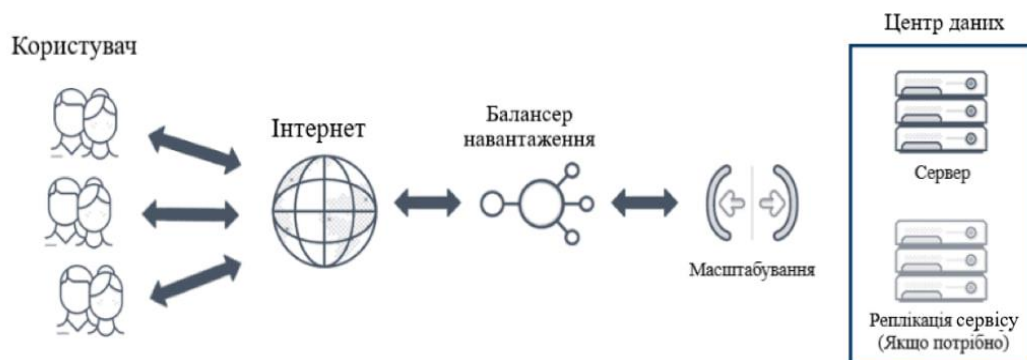 Користувач
Інтернет
Балансер
навантаження
Масштабування
Центр даних
Сервер
Реплікація сервісу
(Якщо потрібно)